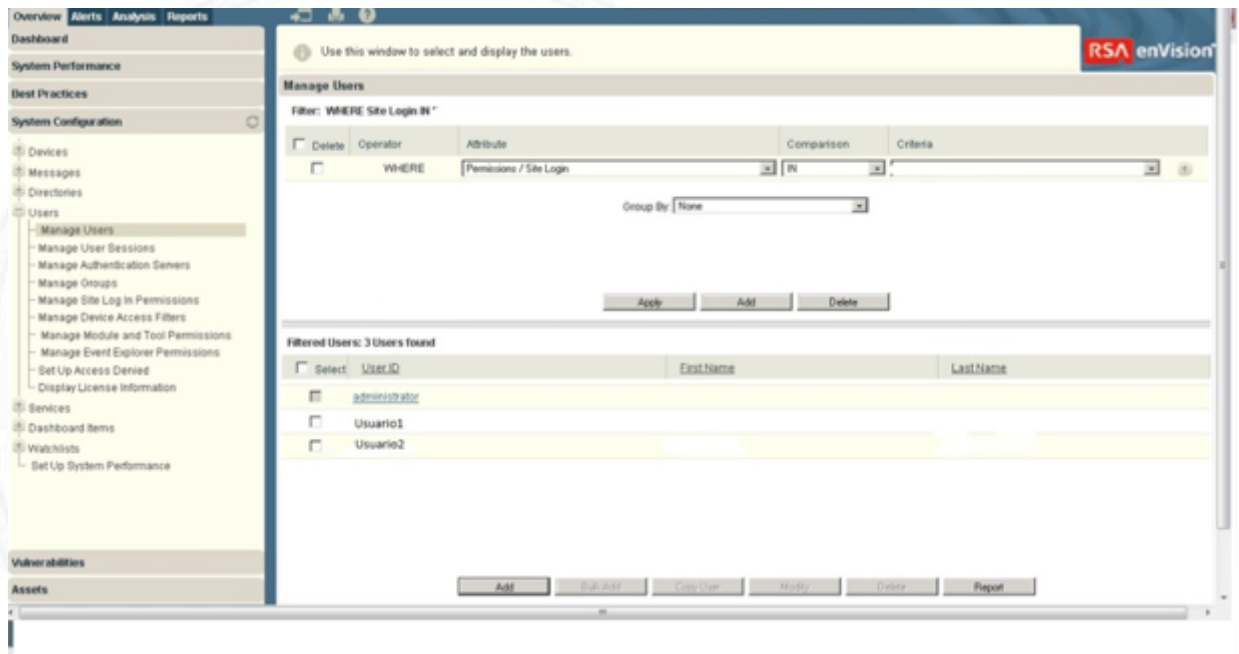 Overview Alerts Analysis Reports
Dashboard
System Performance
Best Practices
System Configuration
Devices
Messages
Directories
Users
Manage Users
Manage User Sessions
Manage Authentication Servers
Manage Groups
Manage Site Log In Permissions
Manage Device Access Filters
Manage Module and Tool Permissions
Manage Event Explorer Permissions
Set Up Access Denied
Display License Information
Services
Dashboard Items
Watchlists
Set Up System Performance
Vulnerabilities
Assets
Use this window to select and display the users.
RSA enVision
Manage Users
Filter: WHERE Site Login IN ''
Delete Operator Attribute Comparison Criteria
WHERE Permissions / Site Login IN
Group By: None
Apply Add Delete
Filtered Users: 3 Users found
Select User ID First Name Last Name
administrator
Usuario1
Usuario2
Add Bulk Add Copy User Modify Delete Report